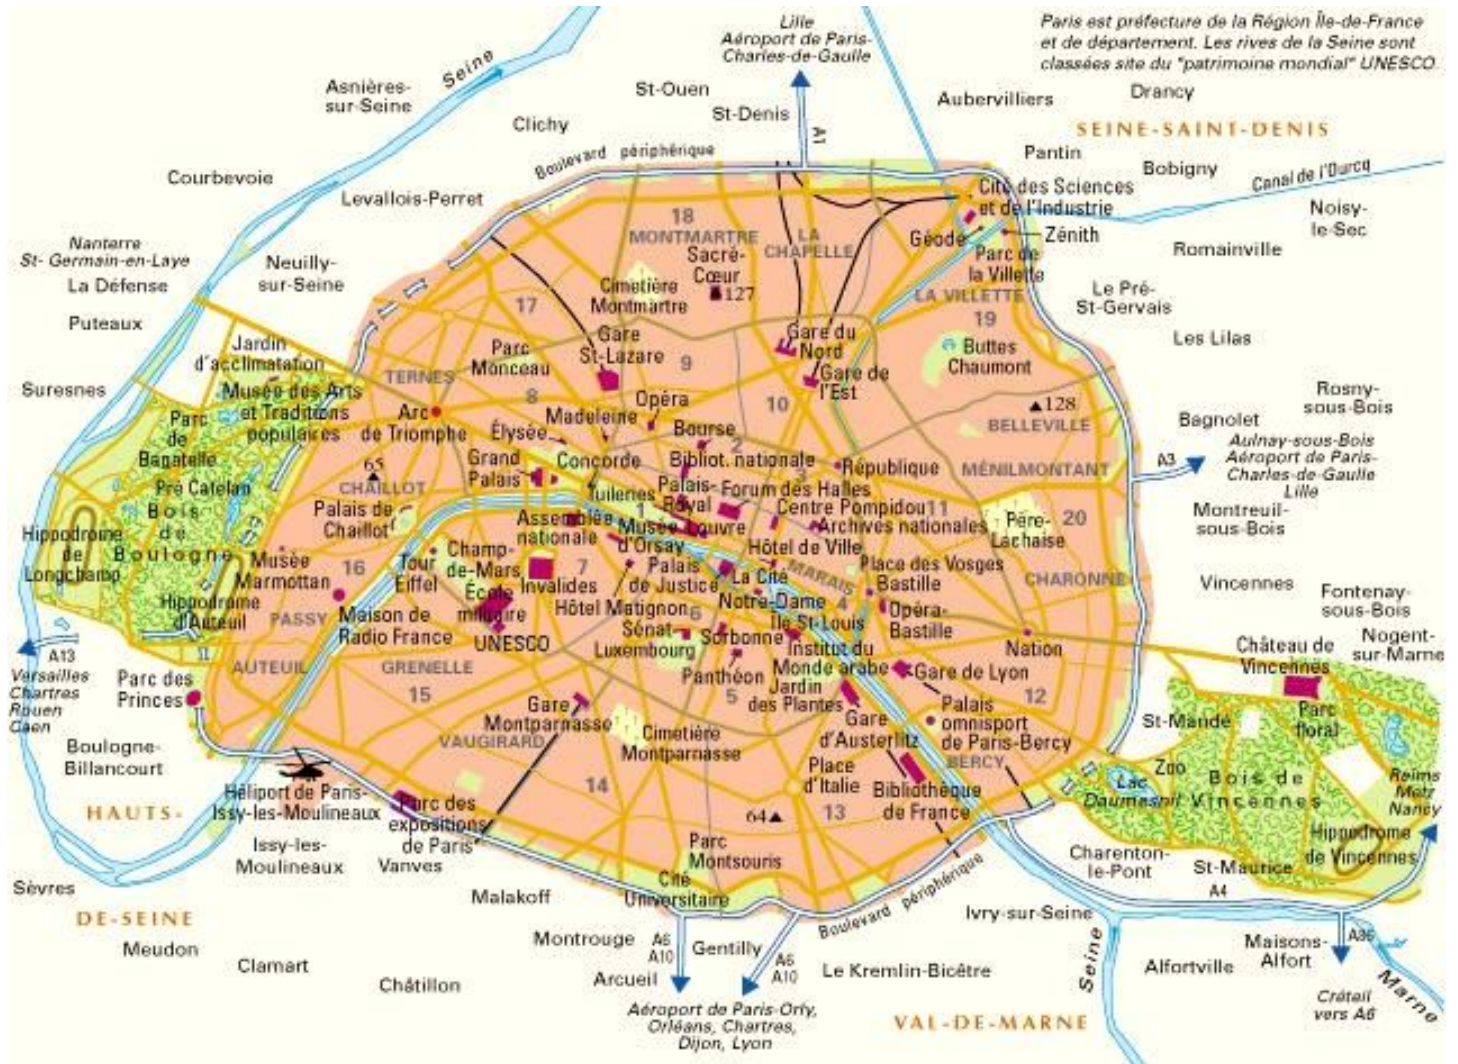 Lille
Aéroport de Paris-
Charles-de-Gaulle
Paris est préfecture de la Région Île-de-France
et de département. Les rives de la Seine sont
classées site du "patrimoine mondial" UNESCO.
Seine
Asnières-
sur-Seine
St-Ouen
St-Denis
A1
Aubervilliers
Drancy
SEINE-SAINT-DENIS
Clichy
Boulevard périphérique
Pantin
Bobigny
Canal de l'Ourcq
Courbevoie
Levallois-Perret
Cité des Sciences
et de l'Industrie
Noisy-
le-Sec
18
MONTMARTRE
LA
CHAPELLE
Géode
Zénith
Nanterre
St- Germain-en-Laye
La Défense
Neuilly-
sur-Seine
Sacré-
Cœur
127
Parc de
la Villette
Romainville
LA VILLETTE
Cimetière
Montmartre
Le Pré-
St-Gervais
17
19
Puteaux
Gare
St-Lazare
Gare du
Nord
Buttes
Chaumont
Les Lilas
Jardin
d'acclimatation
Parc
Monceau
9
Gare de
l'Est
TERNES
8
10
Suresnes
Musée des Arts
et Traditions
populaires
Arc
de Triomphe
Madeleine
Opéra
128
BELLEVILLE
Rosny-
sous-Bois
Parc
de
Bagatelle
Élysée
Bourse
2
Bagnolet
Aulnay-sous-Bois
Aéroport de Paris-
Charles-de-Gaulle
Lille
A3
65
CHAILLOT
Grand
Palais
Concorde
Bibliot. nationale
3
République
MÉNILMONTANT
Pré Catelan
Bois
de
Boulogne
Palais de
Chaillot
Tuileries
Palais-
Royal
Forum des Halles
Centre Pompidou
11
Archives nationales
Père-
Lachaise
20
Montreuil-
sous-Bois
Assemblée
nationale
1
Musée
d'Orsay
Louvre
Hôtel de Ville
Hippodrome
de
Longchamp
Musée
Marmottan
16
Tour
Eiffel
Champ-
de-Mars
Invalides
7
Palais
de Justice
La Cité
MARAIS
4
Place des Vosges
Bastille
CHARONNE
Vincennes
Fontenay-
sous-Bois
Hippodrome
d'Auteuil
PASSY
Maison de
Radio France
École
militaire
UNESCO
Hôtel Matignon
6
Notre-Dame
Île St-Louis
Opéra-
Bastille
Sénat
Luxembourg
Sorbonne
Institut du
Monde arabe
Nation
Château de
Vincennes
Nogent-
sur-Marne
A13
Versailles
Chartres
Rouen
Caen
AUTEUIL
GRENELLE
15
Panthéon
5
Jardin
des Plantes
Gare de Lyon
12
Parc des
Princes
Gare
Montparnasse
VAUGIRARD
Cimetière
Montparnasse
Gare
d'Austerlitz
Palais
omnisport
de Paris-Bercy
BERCY
St-Mandé
Parc
floral
Boulogne-
Billancourt
Héliport de Paris-
Issy-les-Moulineaux
14
Place
d'Italie
13
Bibliothèque
de France
Lac
Daumesnil
Zoo
Bois de
Vincennes
Reims
Metz
Nancy
HAUTS-
DE-SEINE
Parc des
expositions
de Paris
64
Hippodrome
de Vincennes
Issy-les-
Moulineaux
Vanves
Parc
Montsouris
Charenton-
le-Pont
St-Maurice
A4
Sèvres
Malakoff
Cité
Universitaire
Boulevard périphérique
Ivry-sur-Seine
Meudon
Clamart
Châtillon
Montrouge
A6
A10
Arcueil
Gentilly
A6
A10
Le Kremlin-Bicêtre
Seine
Alfortville
Maisons-
Alfort
A86
Marne
Créteil
vers A6
Aéroport de Paris-Orly,
Orléans, Chartres,
Dijon, Lyon
VAL-DE-MARNE